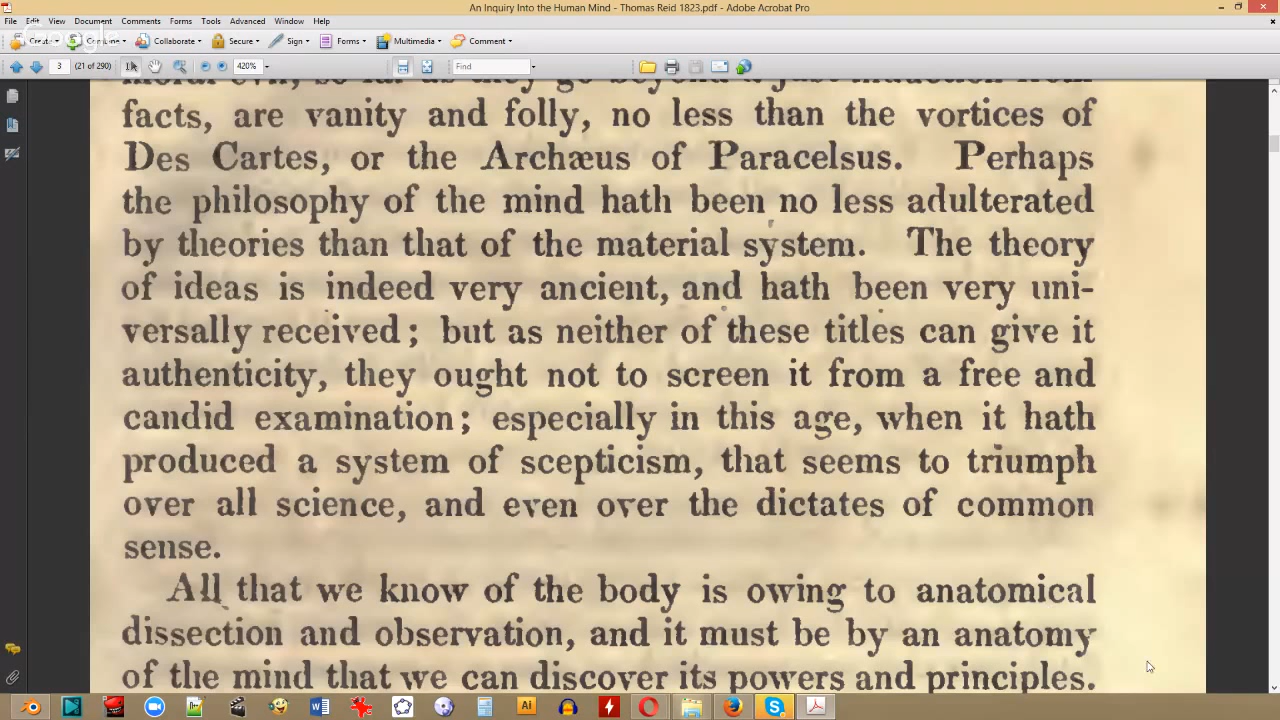 An Inquiry Into the Human Mind - Thomas Reid 1823.pdf - Adobe Acrobat Pro
File Edit View Document Comments Forms Tools Advanced Window Help
Google
Create Combine Collaborate Secure Sign Forms Multimedia Comment
3 (21 of 290) 420% Find
facts, are vanity and folly, no less than the vortices of
Des Cartes, or the Archæus of Paracelsus. Perhaps
the philosophy of the mind hath been no less adulterated
by theories than that of the material system. The theory
of ideas is indeed very ancient, and hath been very uni-
versally received; but as neither of these titles can give it
authenticity, they ought not to screen it from a free and
candid examination; especially in this age, when it hath
produced a system of scepticism, that seems to triumph
over all science, and even over the dictates of common
sense.
All that we know of the body is owing to anatomical
dissection and observation, and it must be by an anatomy
of the mind that we can discover its powers and principles.